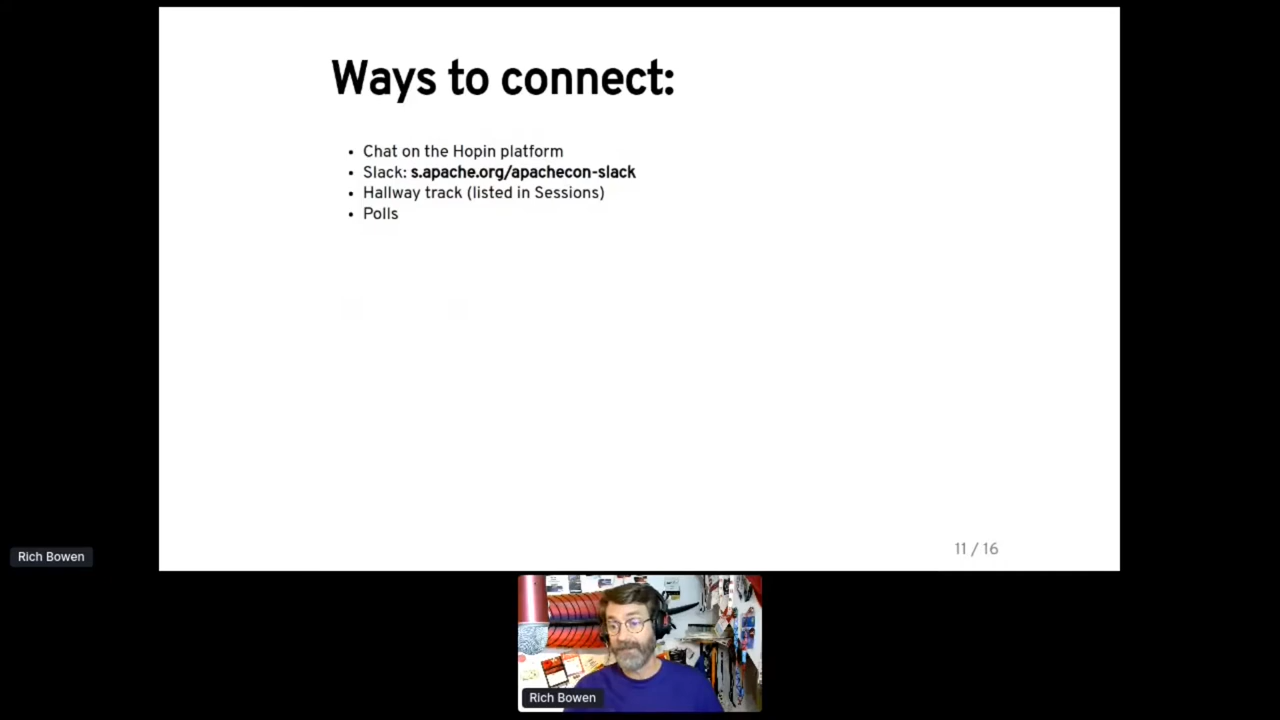 Ways to connect:
• Chat on the Hopin platform
• Slack: s.apache.org/apachecon-slack
• Hallway track (listed in Sessions)
• Polls
11 / 16
Rich Bowen
Rich Bowen